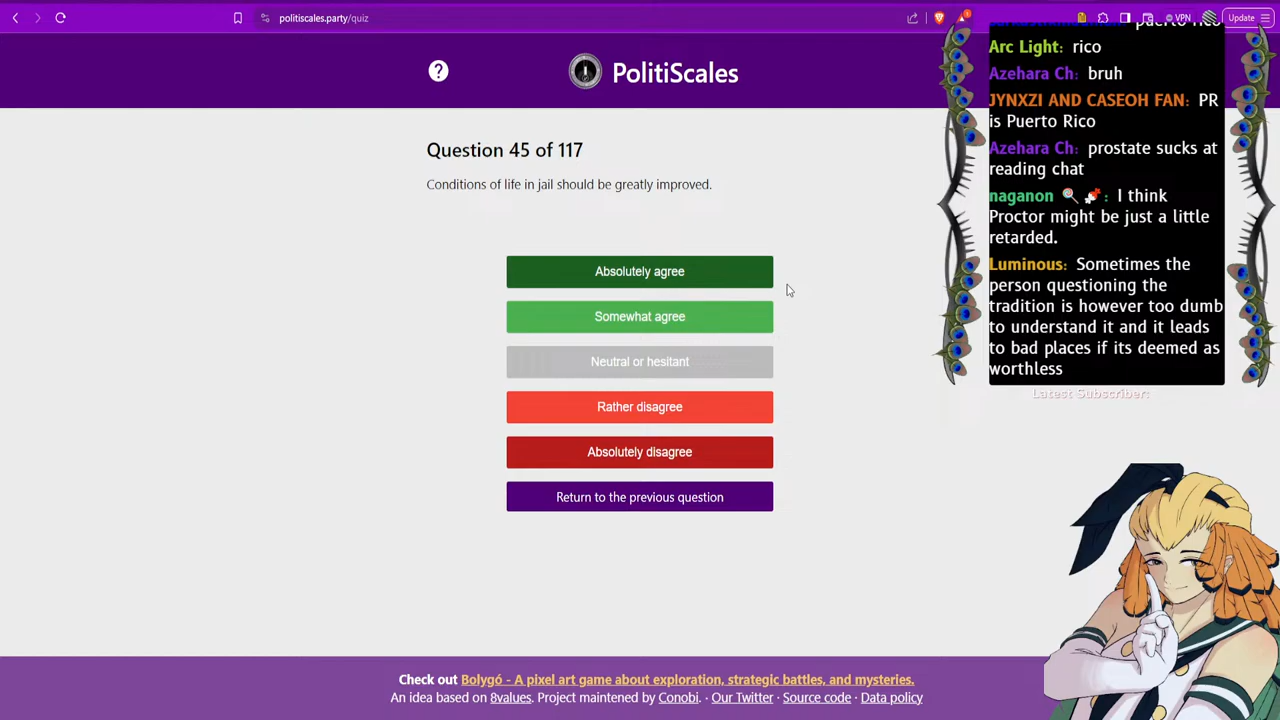 politiscales.party/quiz
VPN
Update
PolitiScales
Question 45 of 117
Conditions of life in jail should be greatly improved.
Absolutely agree
Somewhat agree
Neutral or hesitant
Rather disagree
Absolutely disagree
Return to the previous question
puerto rico
Arc Light: rico
Azehara Ch: bruh
JYNXZI AND CASEOH FAN: PR
is Puerto Rico
Azehara Ch: prostate sucks at
reading chat
naganon 🍭 : I think
Proctor might be just a little
retarded.
Luminous: Sometimes the
person questioning the
tradition is however too dumb
to understand it and it leads
to bad places if its deemed as
worthless
Latest Subscriber:
Check out Bolygó - A pixel art game about exploration, strategic battles, and mysteries.
An idea based on 8values. Project maintened by Conobi. · Our Twitter · Source code · Data policy